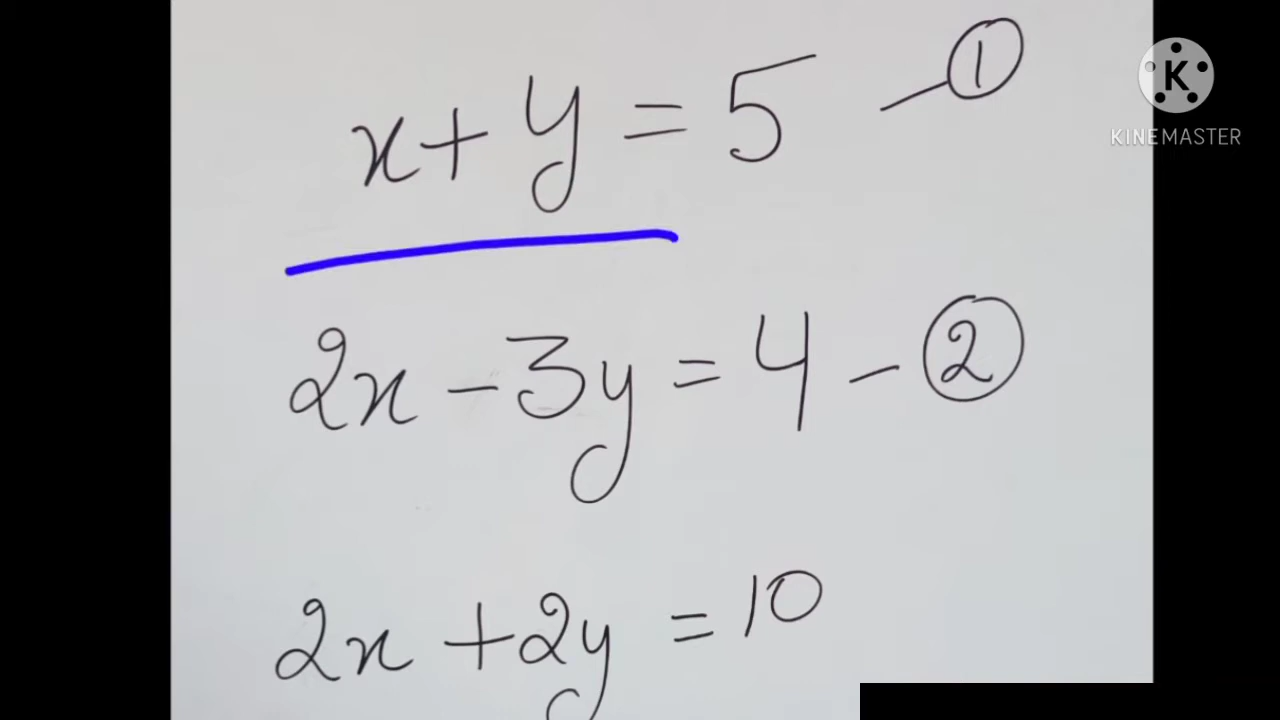 x + y = 5 — ①
K
KINEMASTER
2x - 3y = 4 - ②
2x + 2y = 10